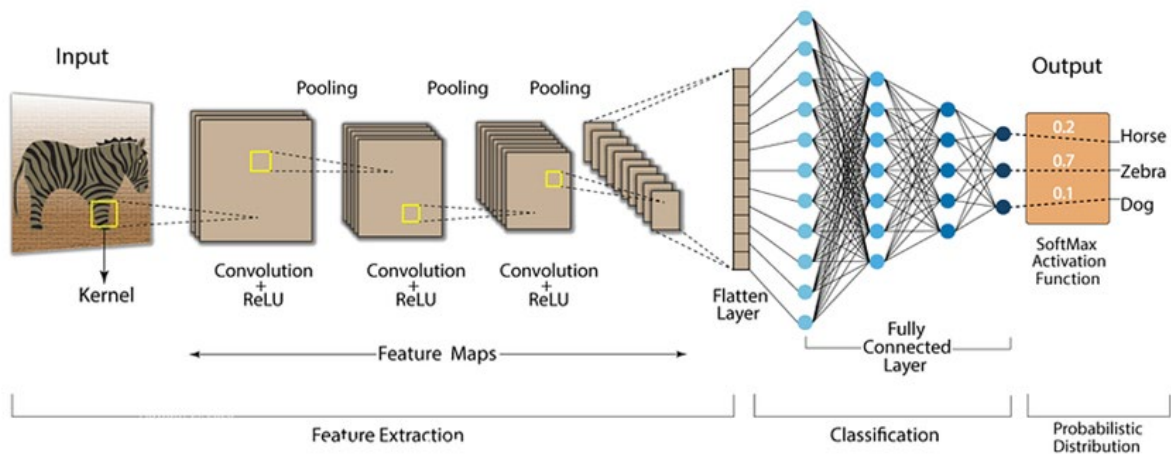 Input
Pooling
Pooling
Pooling
Output
0.2
Horse
0.7
Zebra
0.1
Dog
Kernel
Convolution
+
ReLU
Convolution
+
ReLU
Convolution
+
ReLU
Flatten
Layer
SoftMax
Activation
Function
Feature Maps
Fully
Connected
Layer
Feature Extraction
Classification
Probabilistic
Distribution